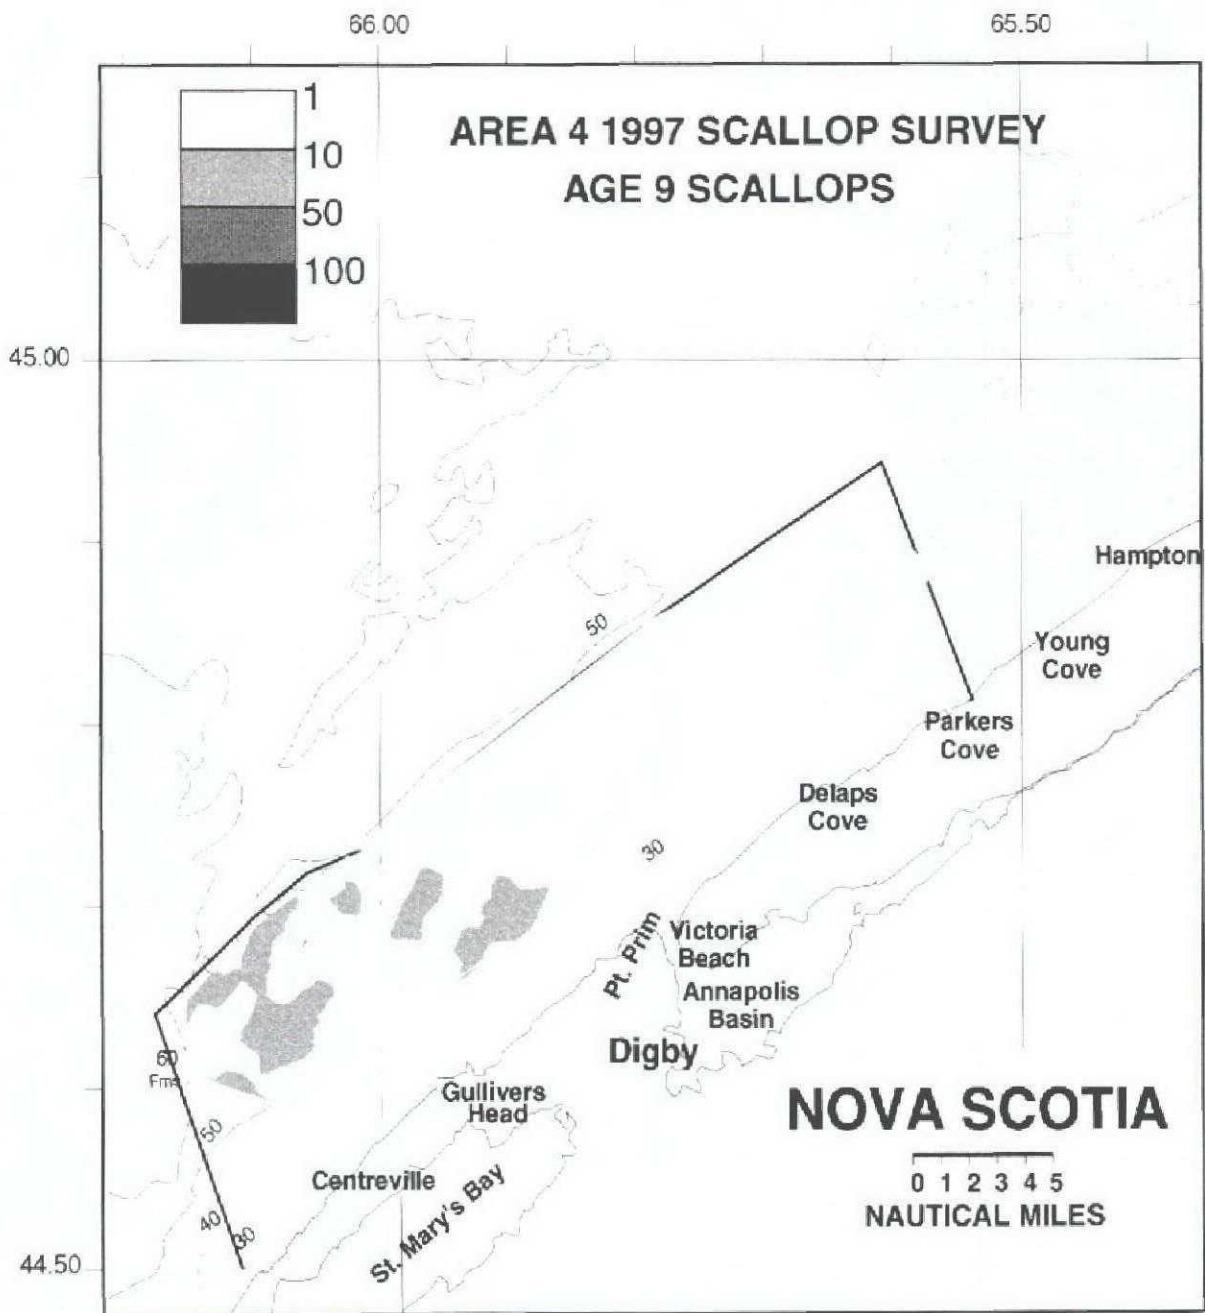 66.00
65.50
1
AREA 4 1997 SCALLOP SURVEY
10
AGE 9 SCALLOPS
50
100
45.00
Hampton
50
Young
Cove
Parkers
Cove
Delaps
Cove
30
Pt. Prim
Victoria
Beach
Annapolis
Basin
Digby
60
Fms
Gullivers
Head
NOVA SCOTIA
50
Centreville
St. Mary's Bay
0 1 2 3 4 5
NAUTICAL MILES
40
30
44.50